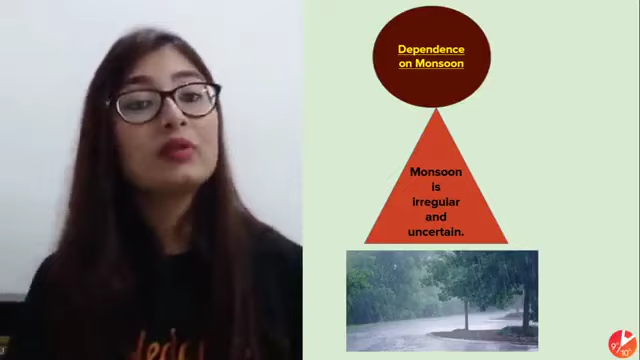 Dependence
on Monsoon
Monsoon
is
irregular
and
uncertain.